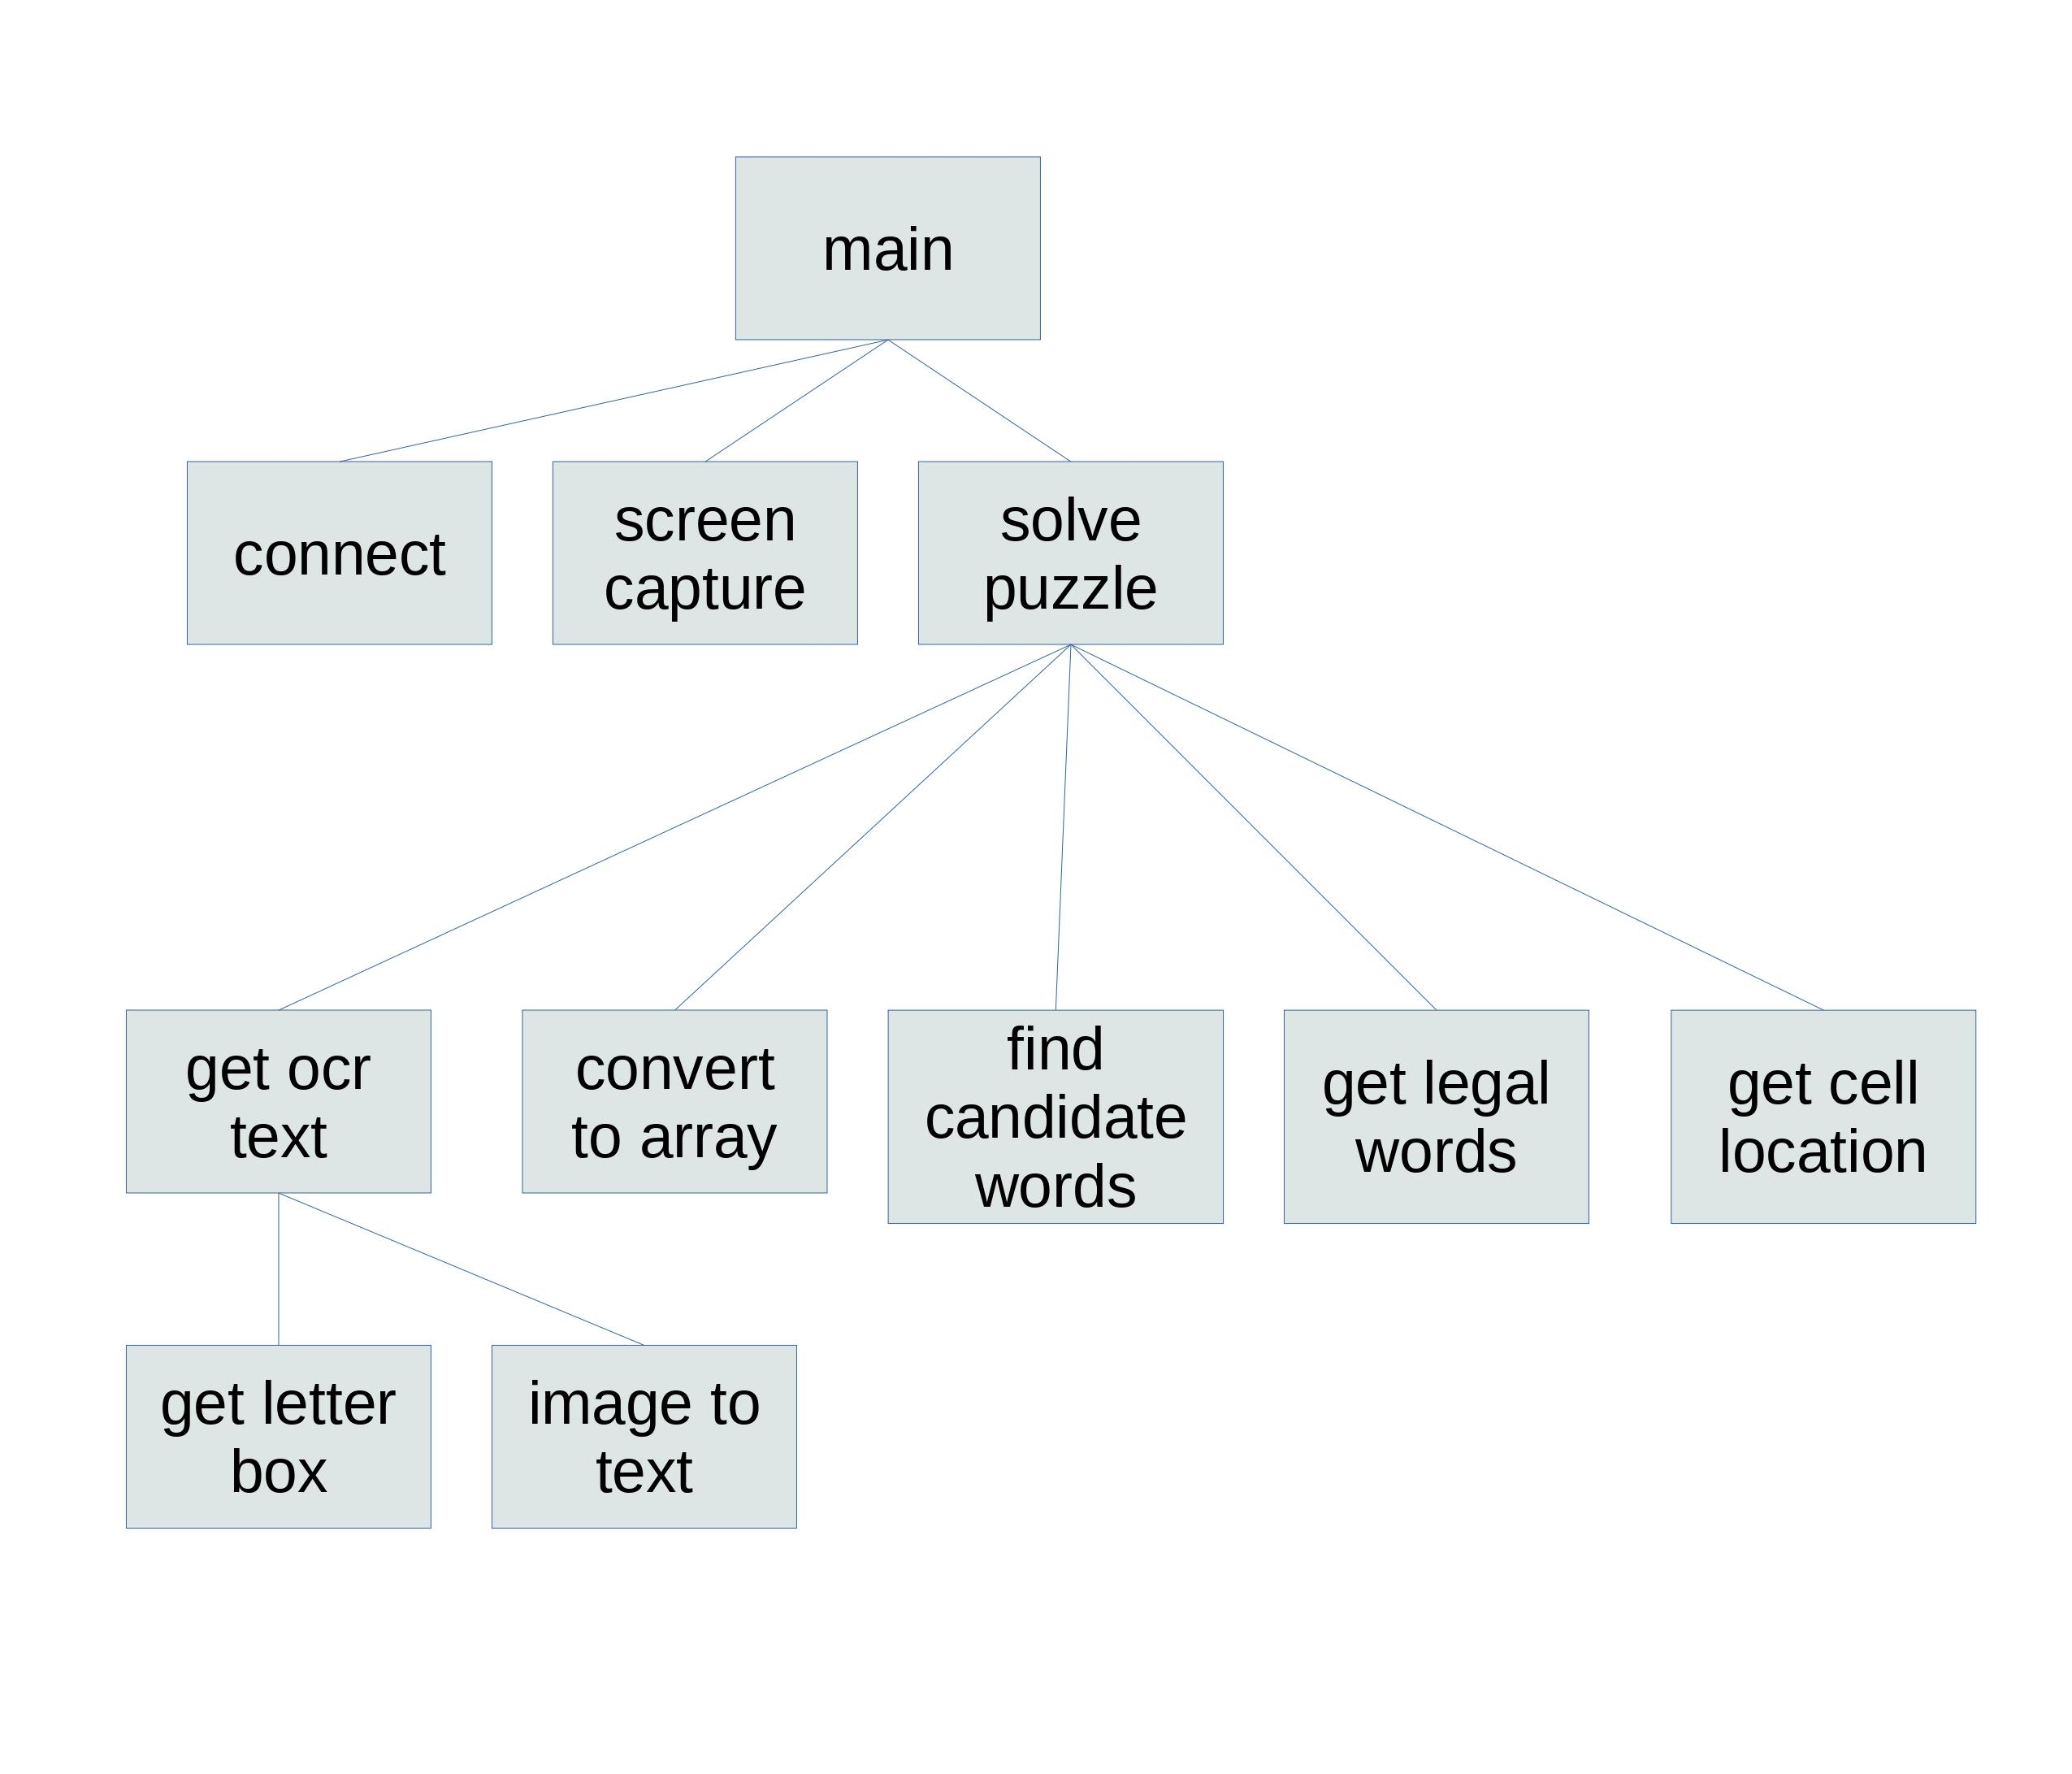 main
connect
screen
capture
solve
puzzle
get ocr
text
convert
to array
find
candidate
words
get legal
words
get cell
location
get letter
box
image to
text